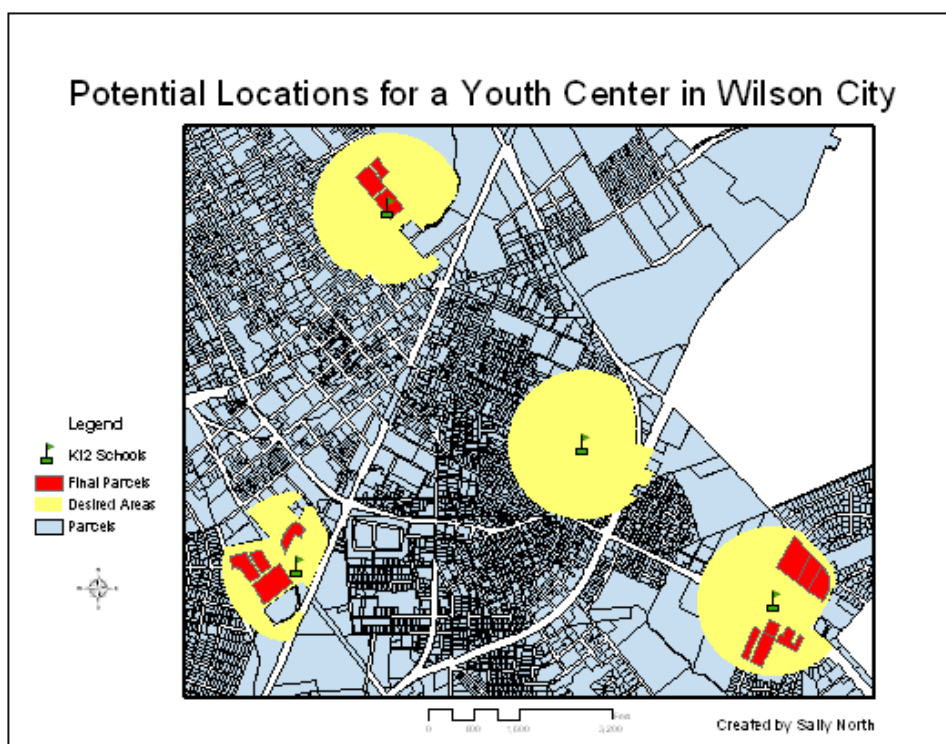 Potential Locations for a Youth Center in Wilson City
Legend
K12 Schools
Final Parcels
Desired Areas
Parcels
Feet
0 800 1,600 3,200
Created by Sally North